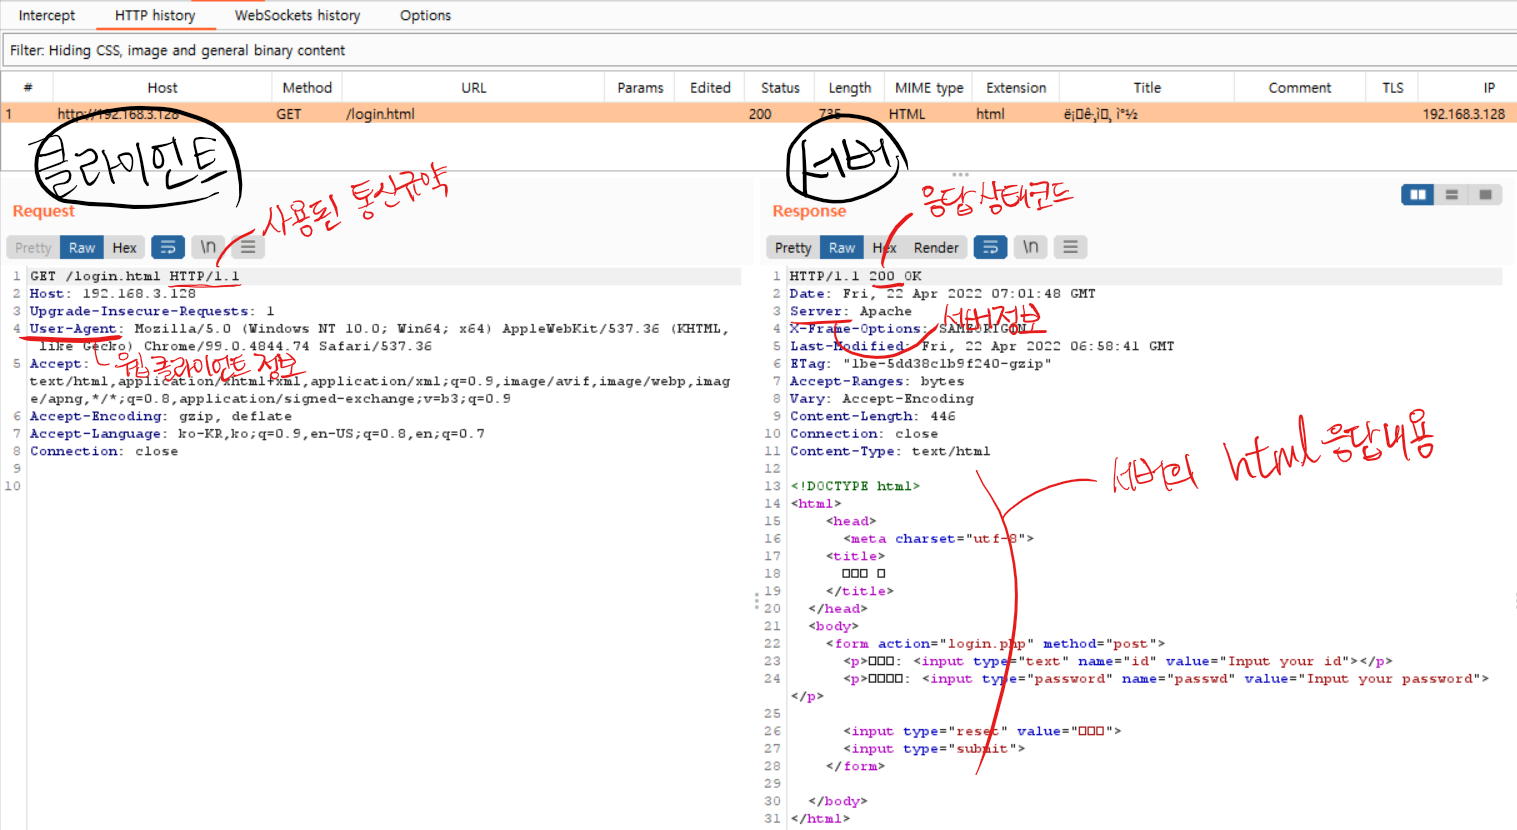 Intercept HTTP history WebSockets history Options
Filter: Hiding CSS, image and general binary content
# Host Method URL Params Edited Status Length MIME type Extension Title Comment TLS IP
1 http://192.168.3.128 GET /login.html 200 735 HTML html 192.168.3.128
클라이언트
서버
사용된 통신규약
응답 상태코드
Request
Response
Pretty Raw Hex \n
Pretty Raw Hex Render \n
1 GET /login.html HTTP/1.1
2 Host: 192.168.3.128
3 Upgrade-Insecure-Requests: 1
4 User-Agent: Mozilla/5.0 (Windows NT 10.0; Win64; x64) AppleWebKit/537.36 (KHTML,
like Gecko) Chrome/99.0.4844.74 Safari/537.36
웹 클라이언트 정보
5 Accept:
text/html,application/xhtml+xml,application/xml;q=0.9,image/avif,image/webp,imag
e/apng,*/*;q=0.8,application/signed-exchange;v=b3;q=0.9
6 Accept-Encoding: gzip, deflate
7 Accept-Language: ko-KR,ko;q=0.9,en-US;q=0.8,en;q=0.7
8 Connection: close
9
10
1 HTTP/1.1 200 OK
2 Date: Fri, 22 Apr 2022 07:01:48 GMT
3 Server: Apache
서버정보
4 X-Frame-Options: SAMEORIGIN
5 Last-Modified: Fri, 22 Apr 2022 06:58:41 GMT
6 ETag: "1be-5dd38c1b9f240-gzip"
7 Accept-Ranges: bytes
8 Vary: Accept-Encoding
9 Content-Length: 446
10 Connection: close
11 Content-Type: text/html
서버의 html 응답내용
12
13 <!DOCTYPE html>
14 <html>
15 <head>
16 <meta charset="utf-8">
17 <title>
18 □□□ □
19 </title>
20 </head>
21 <body>
22 <form action="login.php" method="post">
23 <p>□□□: <input type="text" name="id" value="Input your id"></p>
24 <p>□□□□: <input type="password" name="passwd" value="Input your password">
</p>
25
26 <input type="reset" value="□□□">
27 <input type="submit">
28 </form>
29
30 </body>
31 </html>